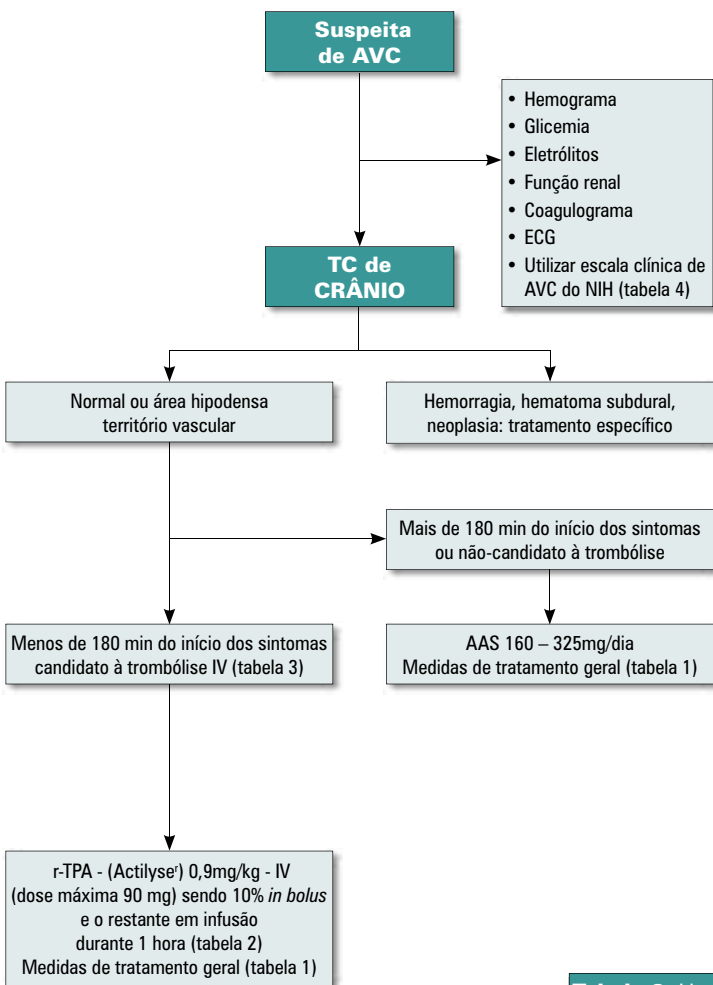 Suspeita
de AVC
• Hemograma
• Glicemia
• Eletrólitos
• Função renal
• Coagulograma
• ECG
• Utilizar escala clínica de
AVC do NIH (tabela 4)
TC de
CRÂNIO
Normal ou área hipodensa
território vascular
Hemorragia, hematoma subdural,
neoplasia: tratamento específico
Mais de 180 min do início dos sintomas
ou não-candidato à trombólise
Menos de 180 min do início dos sintomas
candidato à trombólise IV (tabela 3)
AAS 160 – 325mg/dia
Medidas de tratamento geral (tabela 1)
r-TPA - (Actilyseʳ) 0,9mg/kg - IV
(dose máxima 90 mg) sendo 10% in bolus
e o restante em infusão
durante 1 hora (tabela 2)
Medidas de tratamento geral (tabela 1)